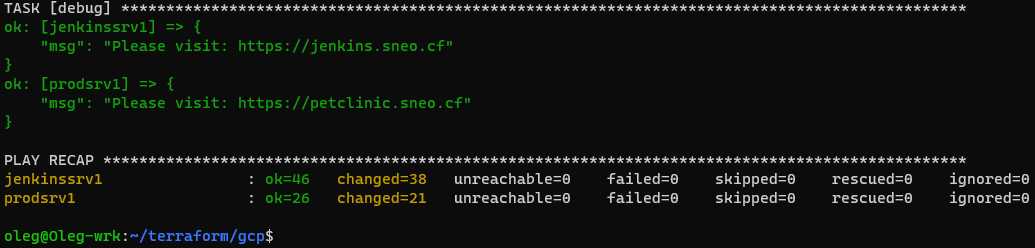 TASK [debug] **********************************************************************************************
ok: [jenkinssrv1] => {
    "msg": "Please visit: https://jenkins.sneo.cf"
}
ok: [prodsrv1] => {
    "msg": "Please visit: https://petclinic.sneo.cf"
}
PLAY RECAP ************************************************************************************************
jenkinssrv1                : ok=46   changed=38   unreachable=0    failed=0    skipped=0    rescued=0    ignored=0
prodsrv1                   : ok=26   changed=21   unreachable=0    failed=0    skipped=0    rescued=0    ignored=0
oleg@Oleg-wrk:~/terraform/gcp$